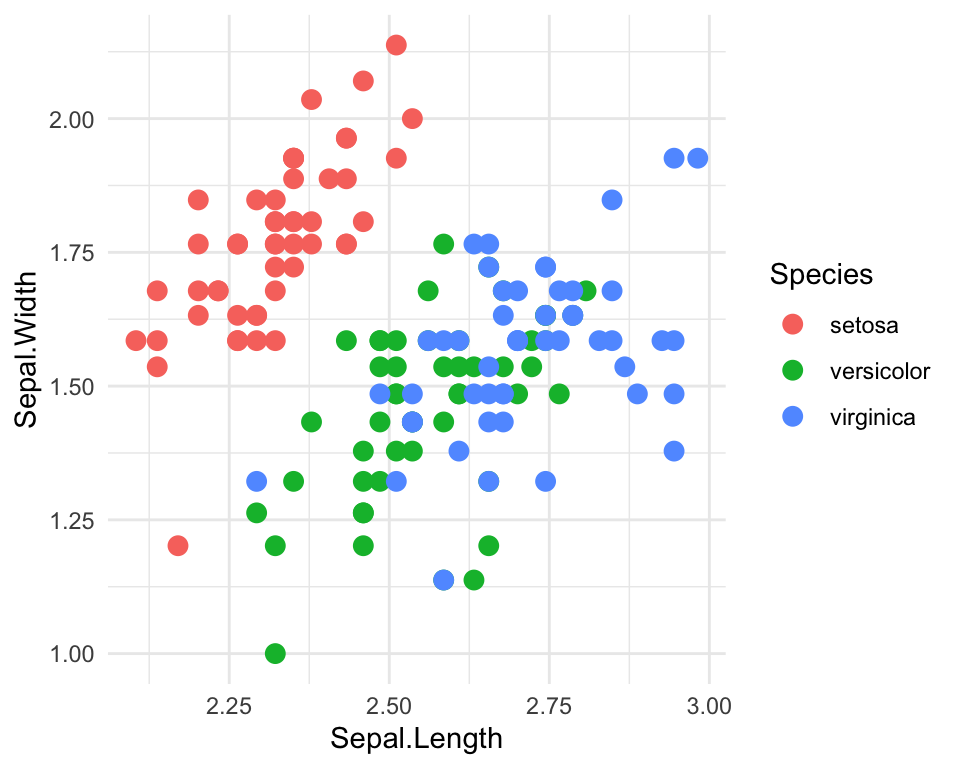 Sepal.Width
2.00
1.75
1.50
1.25
1.00
2.25 2.50 2.75 3.00
Sepal.Length
Species
setosa
versicolor
virginica